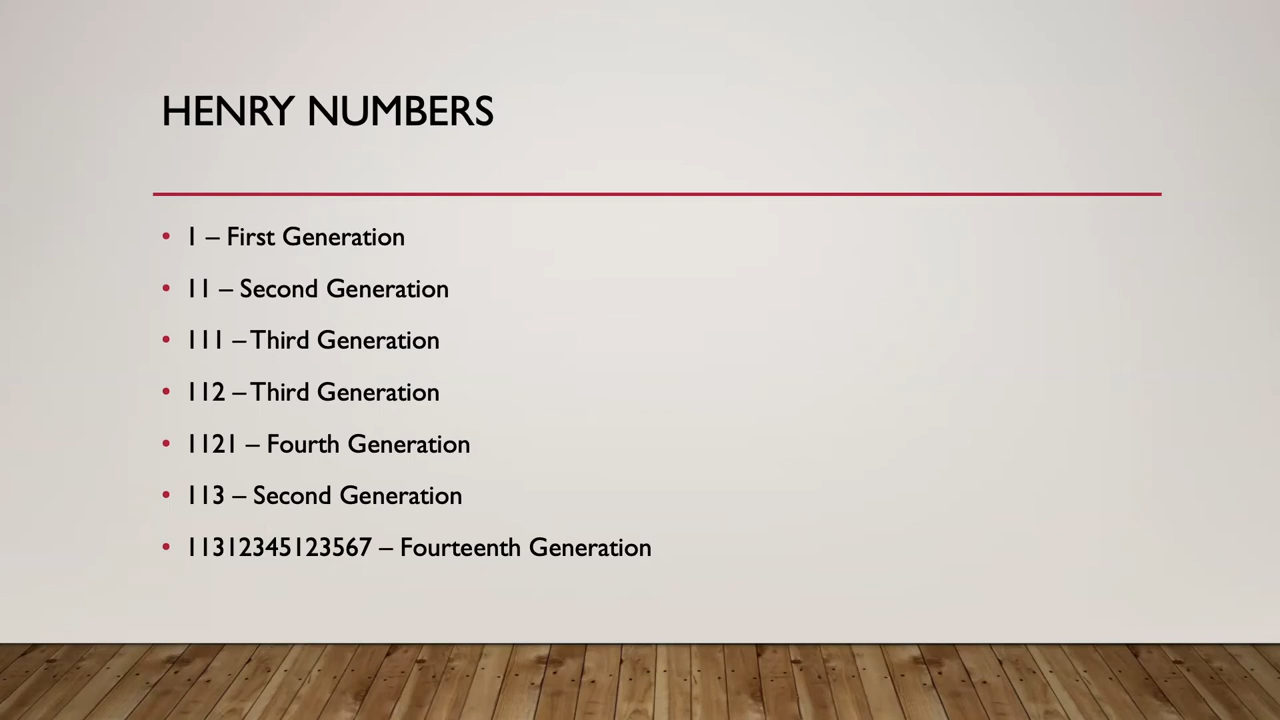 HENRY NUMBERS
• 1 – First Generation
• 11 – Second Generation
• 111 – Third Generation
• 112 – Third Generation
• 1121 – Fourth Generation
• 113 – Second Generation
• 11312345123567 – Fourteenth Generation